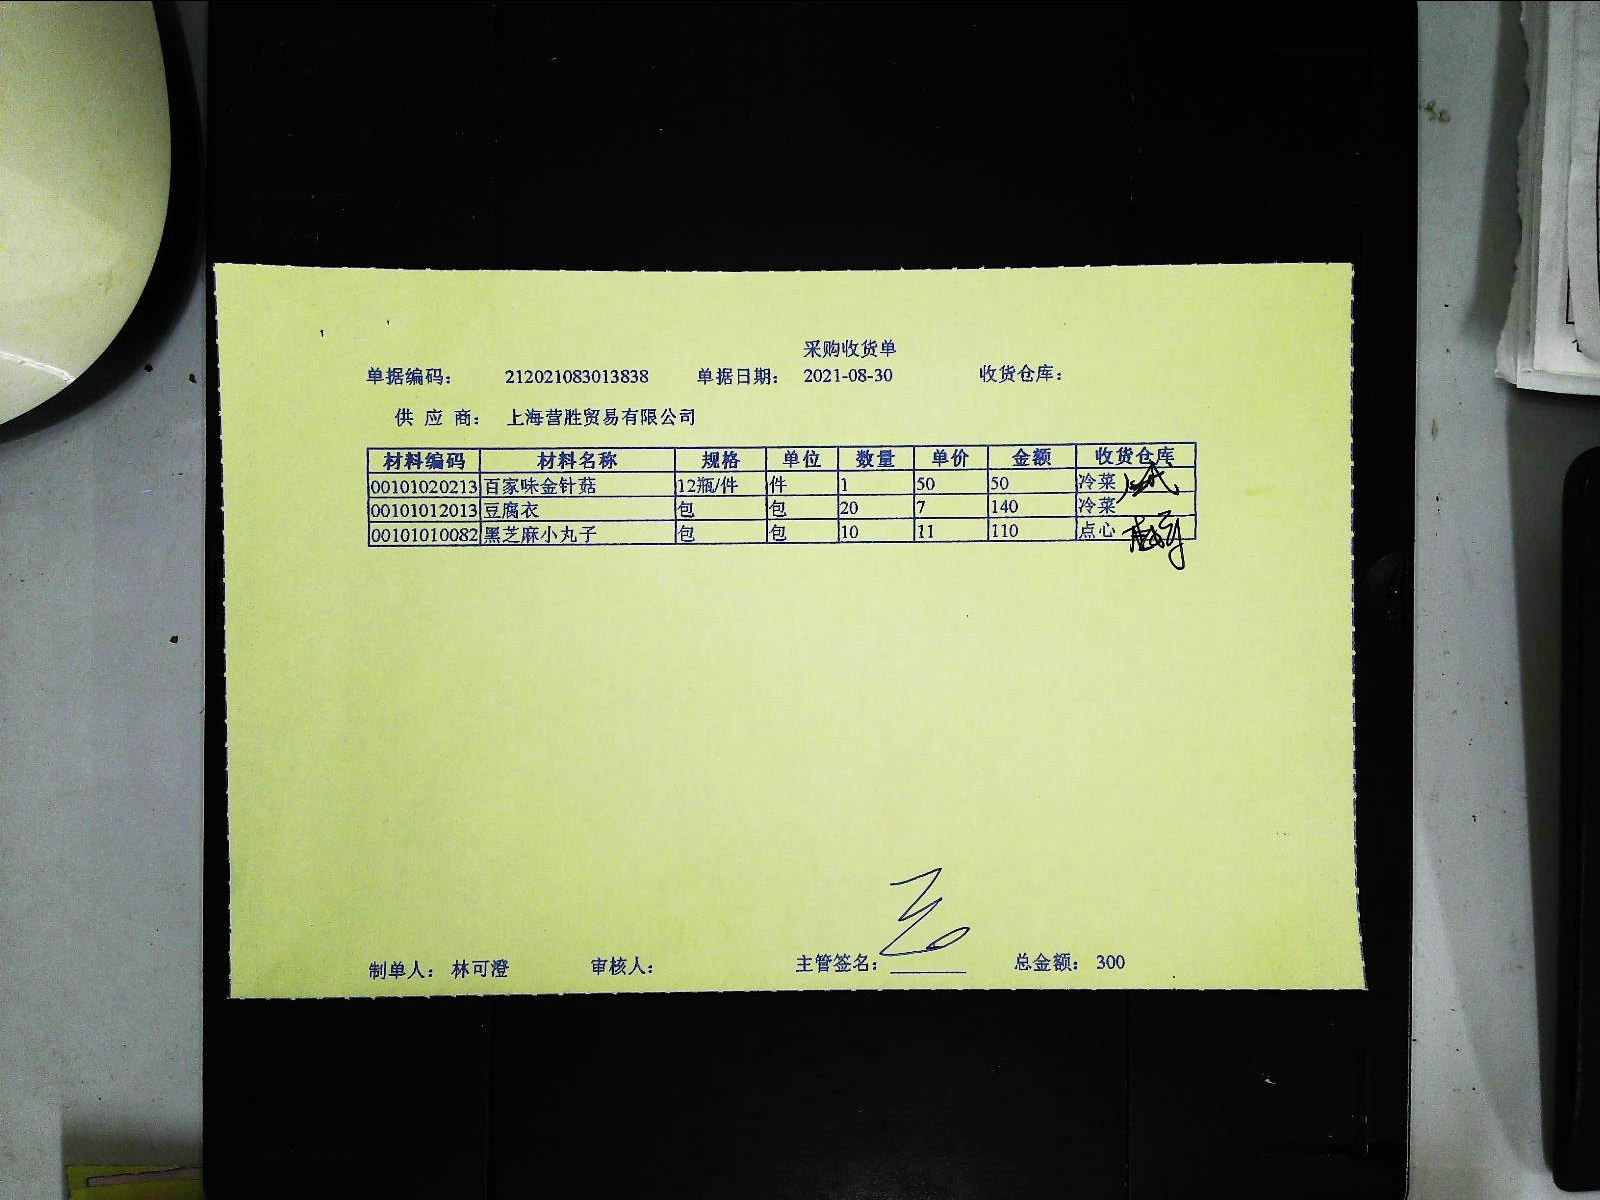 采购收货单
单据编码： 212021083013838 单据日期： 2021-08-30 收货仓库：
供 应 商： 上海营胜贸易有限公司
材料编码 材料名称 规格 单位 数量 单价 金额 收货仓库
00101020213 百家味金针菇 12瓶/件 件 1 50 50 冷菜
00101012013 豆腐衣 包 包 20 7 140 冷菜
00101010082 黑芝麻小丸子 包 包 10 11 110 点心
制单人： 林可澄 审核人： 主管签名： 总金额： 300